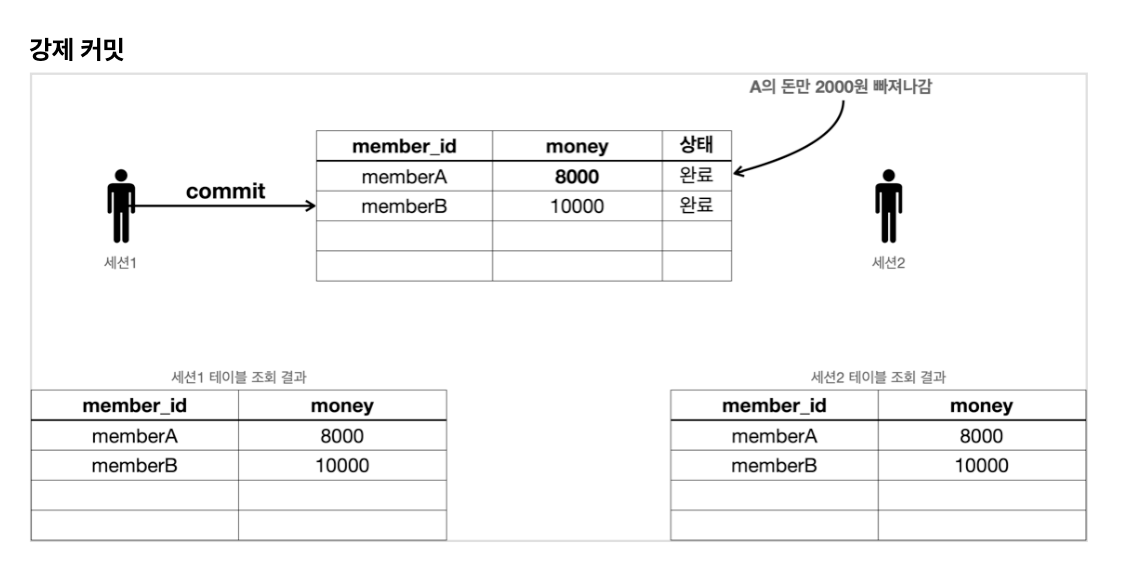 강제 커밋
A의 돈만 2000원 빠져나감
member_id money 상태
memberA 8000 완료
memberB 10000 완료
commit
세션1
세션2
세션1 테이블 조회 결과
member_id money
memberA 8000
memberB 10000
세션2 테이블 조회 결과
member_id money
memberA 8000
memberB 10000